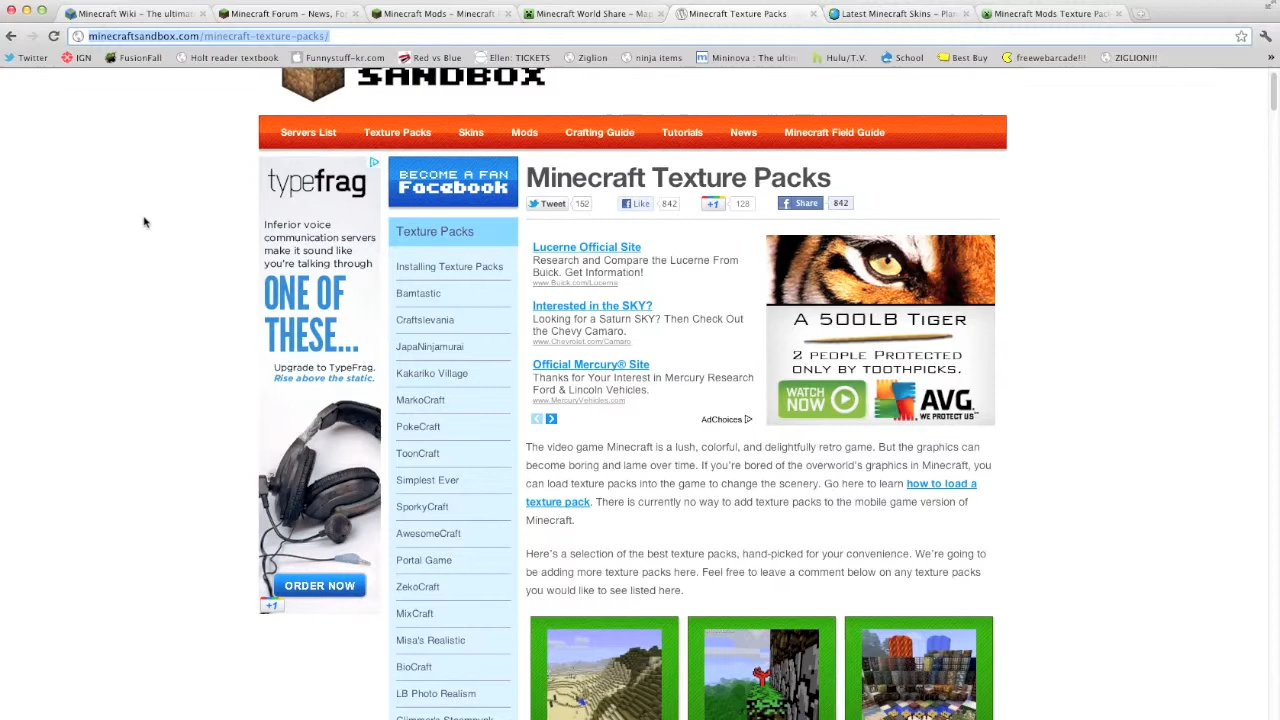 Minecraft Wiki - The ultimat
Minecraft - News, For
Minecraft Skins
Minecraft - Ma
Minecraft Texture Packs
Latest Minecraft Skins - Plan
Minecraft Mods Texture Pac
minecraftsandbox.com/minecraft-texture-packs/
Twitter
IGN
FusionFall
Holt reader textbook
Funnystuff-kr.com
Red vs Blue
Ellen: TICKETS
Ziglion
ninja items
Mininova : The ultin
Hulu/T.V.
School
Best Buy
freewebarcade!!!
ZIGLION!!!
»
SANDBOX
Servers List
Texture Packs
Skins
Mods
Crafting Guide
Tutorials
News
Minecraft Field Guide
typefrag
Inferior voice
communication servers
make it sound like
you're talking through
ONE OF
THESE...
Upgrade to TypeFrag.
Rise above the static.
ORDER NOW
+1
BECOME A FAN
Facebook
Texture Packs
Installing Texture Packs
Bamtastic
Craftslevania
JapaNinjamurai
Kakariko Village
MarkoCraft
PokeCraft
ToonCraft
Simplest Ever
SporkyCraft
AwesomeCraft
Portal Game
ZekoCraft
MixCraft
Misa's Realistic
BioCraft
LB Photo Realism
Glimmer's Steampunk
Minecraft Texture Packs
Tweet 152
Like 842
+1 128
Share 842
Lucerne Official Site
Research and Compare the Lucerne From
Buick. Get Information!
www.Buick.com/Lucerne
Interested in the SKY?
Looking for a Saturn SKY? Then Check Out
the Chevy Camaro.
www.Chevrolet.com/Camaro
Official Mercury® Site
Thanks for Your Interest in Mercury Research
Ford & Lincoln Vehicles.
www.MercuryVehicles.com
AdChoices
A 500LB TIGER
2 PEOPLE PROTECTED
ONLY BY TOOTHPICKS.
WATCH
NOW
AVG
WE PROTECT US™
The video game Minecraft is a lush, colorful, and delightfully retro game. But the graphics can
become boring and lame over time. If you're bored of the overworld's graphics in Minecraft, you
can load texture packs into the game to change the scenery. Go here to learn how to load a
texture pack. There is currently no way to add texture packs to the mobile game version of
Minecraft.
Here's a selection of the best texture packs, hand-picked for your convenience. We're going to
be adding more texture packs here. Feel free to leave a comment below on any texture packs
you would like to see listed here.